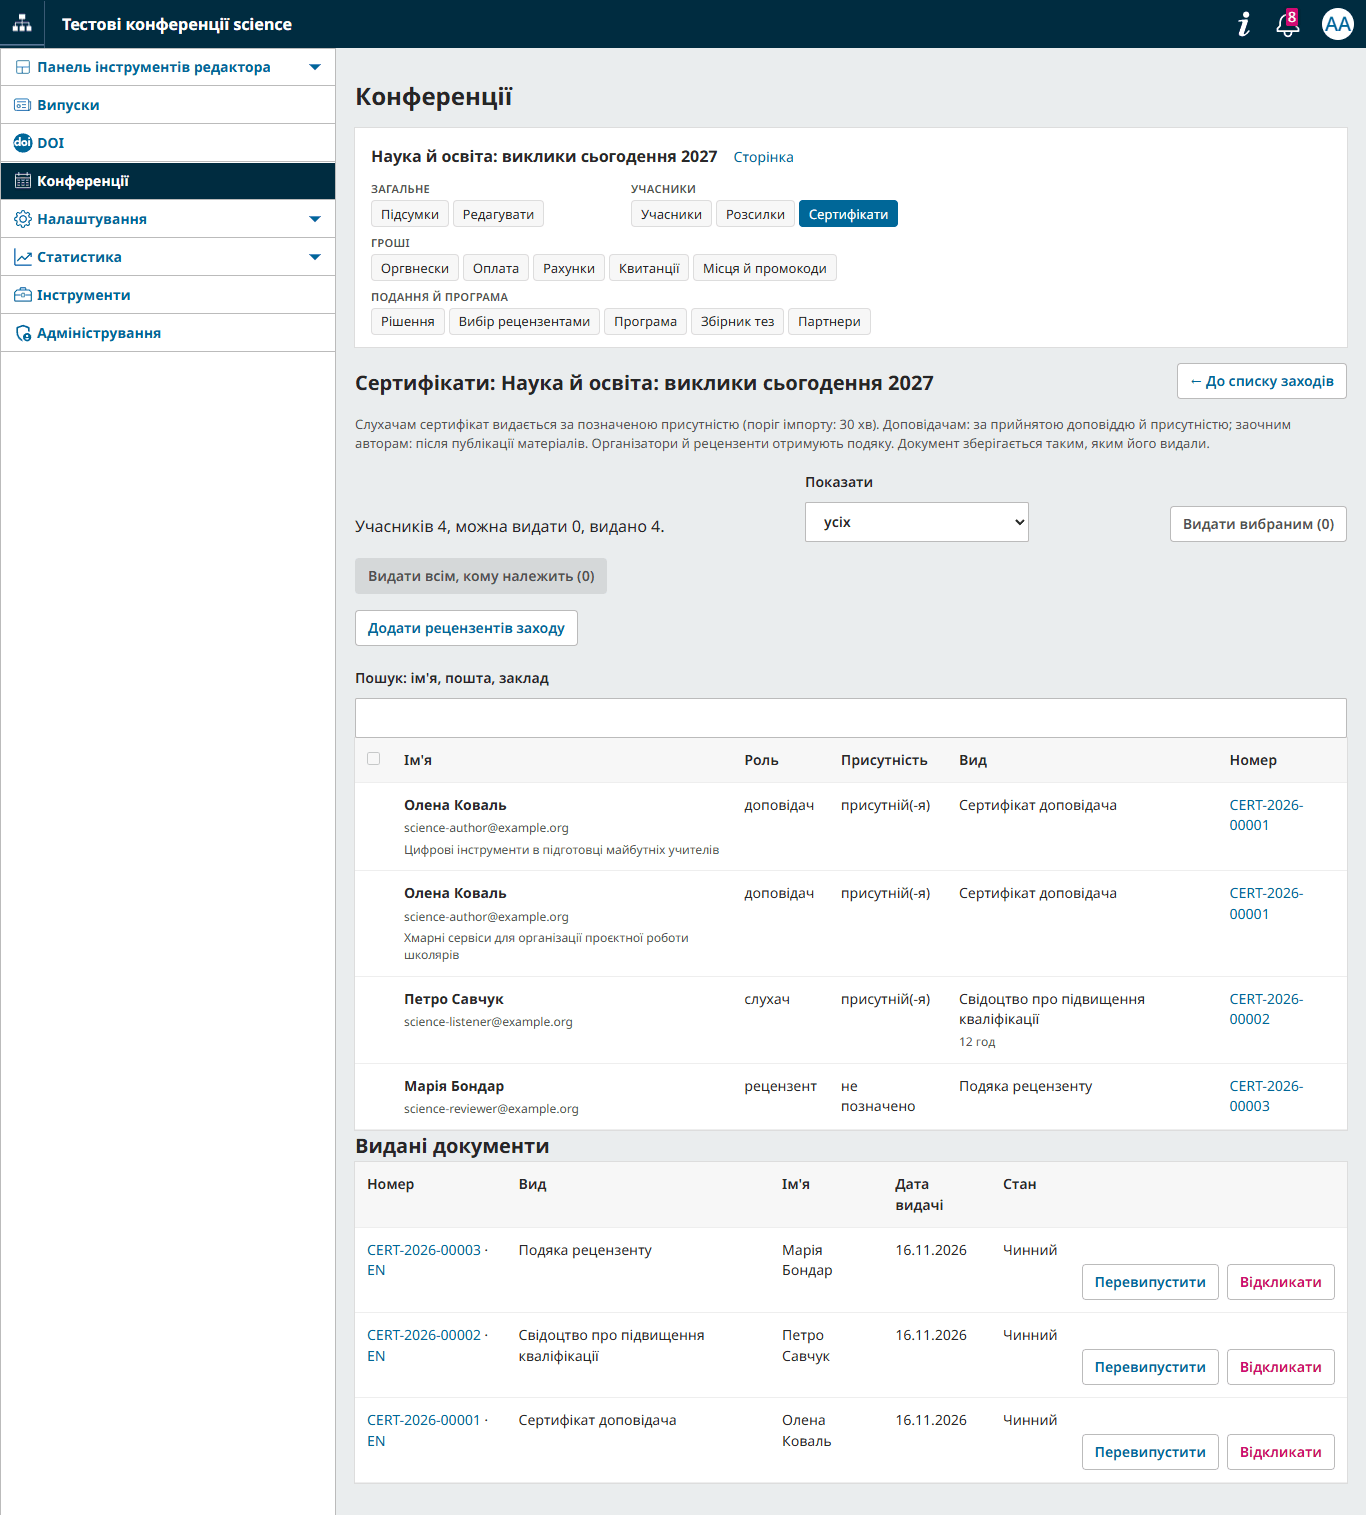 Тестові конференції science
8
AA
Панель інструментів редактора
Випуски
doi DOI
Конференції
Налаштування
Статистика
Інструменти
Адміністрування
Конференції
Наука й освіта: виклики сьогодення 2027 Сторінка
ЗАГАЛЬНЕ
Підсумки Редагувати
УЧАСНИКИ
Учасники Розсилки Сертифікати
ГРОШІ
Оргвнески Оплата Рахунки Квитанції Місця й промокоди
ПОДАННЯ Й ПРОГРАМА
Рішення Вибір рецензентами Програма Збірник тез Партнери
Сертифікати: Наука й освіта: виклики сьогодення 2027
← До списку заходів
Слухачам сертифікат видається за позначеною присутністю (поріг імпорту: 30 хв). Доповідачам: за прийнятою доповіддю й присутністю; заочним
авторам: після публікації матеріалів. Організатори й рецензенти отримують подяку. Документ зберігається таким, яким його видали.
Показати
Учасників 4, можна видати 0, видано 4.
усіх
Видати вибраним (0)
Видати всім, кому належить (0)
Додати рецензентів заходу
Пошук: ім'я, пошта, заклад
Ім'я Роль Присутність Вид Номер
Олена Коваль доповідач присутній(-я) Сертифікат доповідача CERT-2026-
00001
science-author@example.org
Цифрові інструменти в підготовці майбутніх учителів
Олена Коваль доповідач присутній(-я) Сертифікат доповідача CERT-2026-
00001
science-author@example.org
Хмарні сервіси для організації проєктної роботи
школярів
Петро Савчук слухач присутній(-я) Свідоцтво про підвищення CERT-2026-
кваліфікації 00002
science-listener@example.org
12 год
Марія Бондар рецензент не Подяка рецензенту CERT-2026-
позначено 00003
science-reviewer@example.org
Видані документи
Номер Вид Ім'я Дата Стан
видачі
CERT-2026-00003 · Подяка рецензенту Марія 16.11.2026 Чинний
EN Бондар
Перевипустити Відкликати
CERT-2026-00002 · Свідоцтво про підвищення Петро 16.11.2026 Чинний
EN кваліфікації Савчук
Перевипустити Відкликати
CERT-2026-00001 · Сертифікат доповідача Олена 16.11.2026 Чинний
EN Коваль
Перевипустити Відкликати